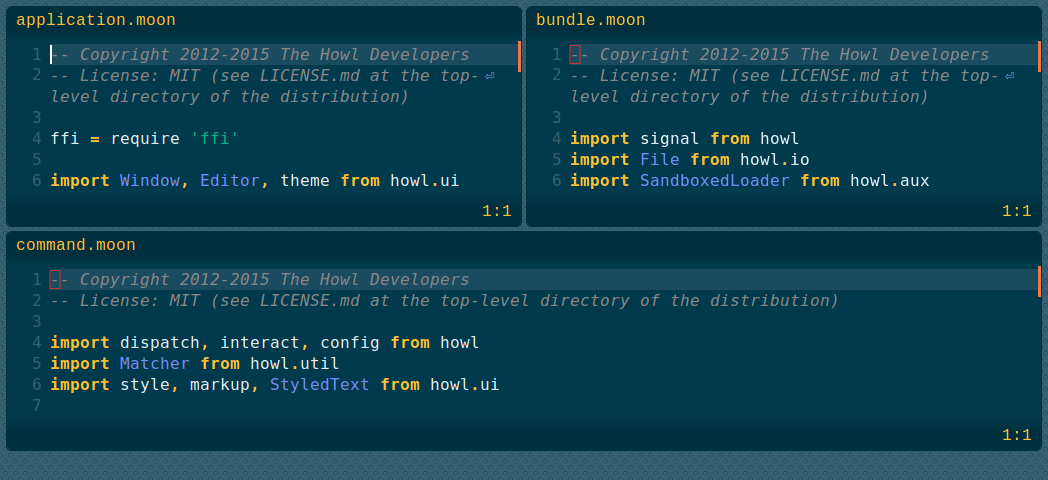 application.moon
1 -- Copyright 2012-2015 The Howl Developers
2 -- License: MIT (see LICENSE.md at the top-⏎
level directory of the distribution)
3
4 ffi = require 'ffi'
5
6 import Window, Editor, theme from howl.ui
1:1
bundle.moon
1 -- Copyright 2012-2015 The Howl Developers
2 -- License: MIT (see LICENSE.md at the top-⏎
level directory of the distribution)
3
4 import signal from howl
5 import File from howl.io
6 import SandboxedLoader from howl.aux
1:1
command.moon
1 -- Copyright 2012-2015 The Howl Developers
2 -- License: MIT (see LICENSE.md at the top-level directory of the distribution)
3
4 import dispatch, interact, config from howl
5 import Matcher from howl.util
6 import style, markup, StyledText from howl.ui
7
1:1